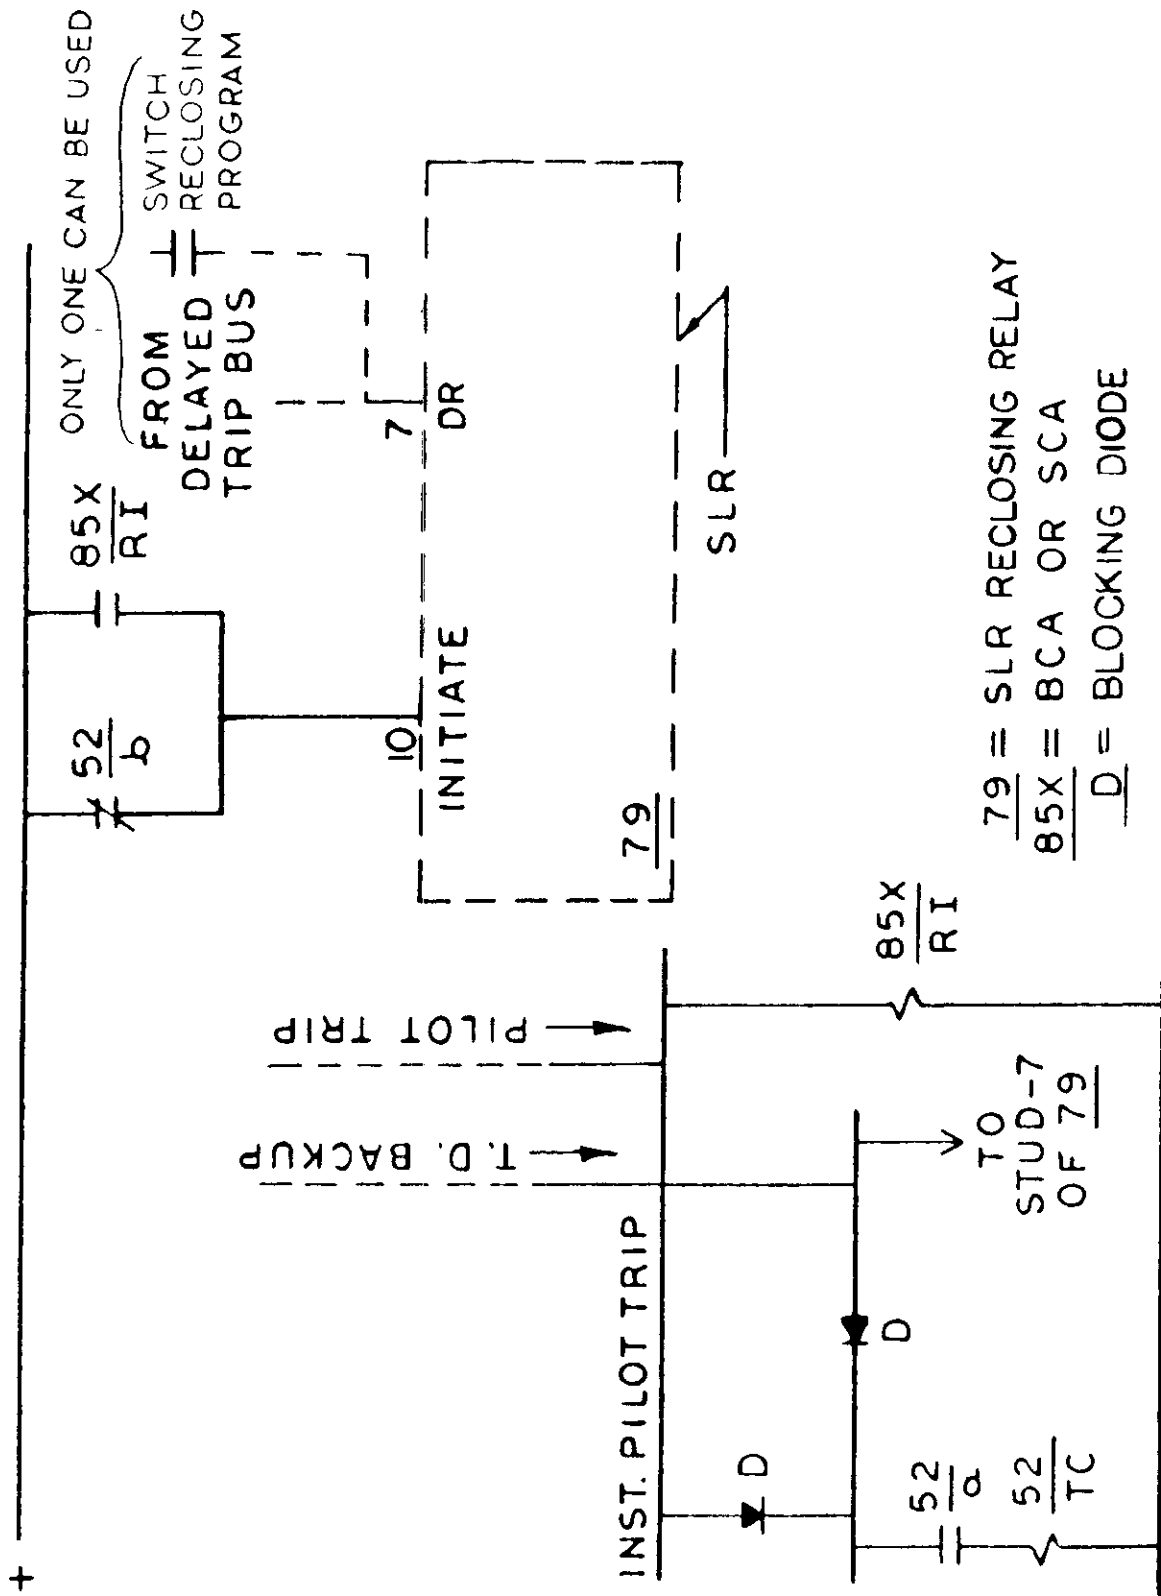 +
ONLY ONE CAN BE USED
FROM
DELAYED
TRIP BUS
SWITCH
RECLOSING
PROGRAM
52
b
85X
RI
10
INITIATE
7
DR
79
SLR
T.D. BACKUP
PILOT TRIP
INST. PILOT TRIP
D
D
TO
STUD-7
OF 79
85X
RI
52
a
52
TC
79 = SLR RECLOSING RELAY
85X = BCA OR SCA
D = BLOCKING DIODE